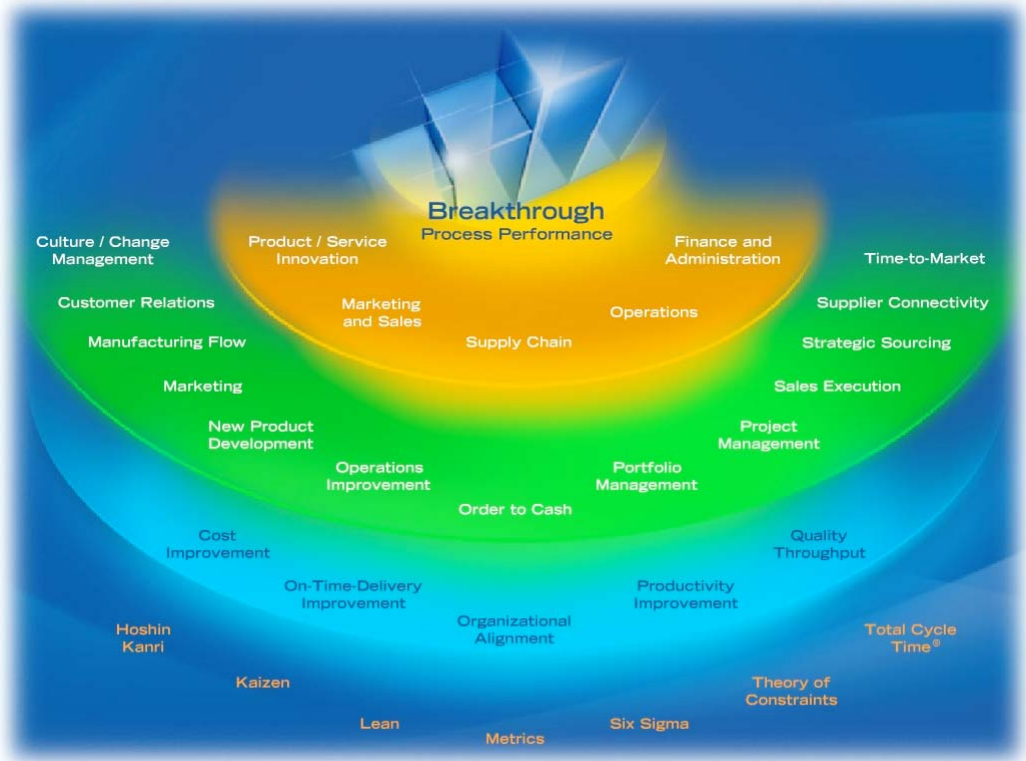 Breakthrough
Process Performance
Product / Service
Innovation
Marketing
and Sales
Supply Chain
Operations
Finance and
Administration
Culture / Change
Management
Customer Relations
Manufacturing Flow
Marketing
New Product
Development
Operations
Improvement
Order to Cash
Portfolio
Management
Project
Management
Sales Execution
Strategic Sourcing
Supplier Connectivity
Time-to-Market
Cost
Improvement
On-Time-Delivery
Improvement
Organizational
Alignment
Productivity
Improvement
Quality
Throughput
Hoshin
Kanri
Kaizen
Lean
Metrics
Six Sigma
Theory of
Constraints
Total Cycle
Time®